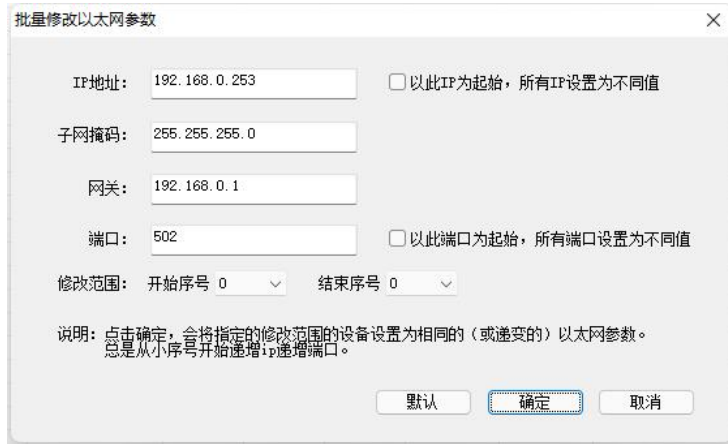 批量修改以太网参数
IP地址: 192.168.0.253 以此IP为起始，所有IP设置为不同值
子网掩码: 255.255.255.0
网关: 192.168.0.1
端口: 502 以此端口为起始，所有端口设置为不同值
修改范围: 开始序号 0 结束序号 0
说明: 点击确定，会将指定的修改范围的设备设置为相同的（或递变的）以太网参数。
总是从小序号开始递增ip递增端口。
默认 确定 取消